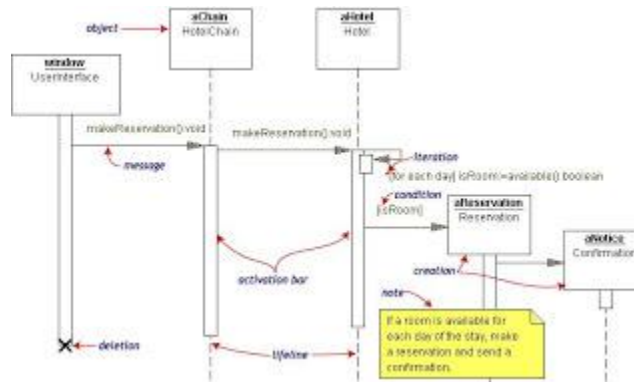 object
aChain
HotelChain
aHotel
Hotel
window
UserInterface
makeReservation():void
makeReservation():void
message
iteration
[for each day] isRoom:=available():boolean
condition
[isRoom]
aReservation
Reservation
aNotice
Confirmation
activation bar
creation
note
If a room is available for
each day of the stay, make
a reservation and send a
confirmation.
deletion
lifeline